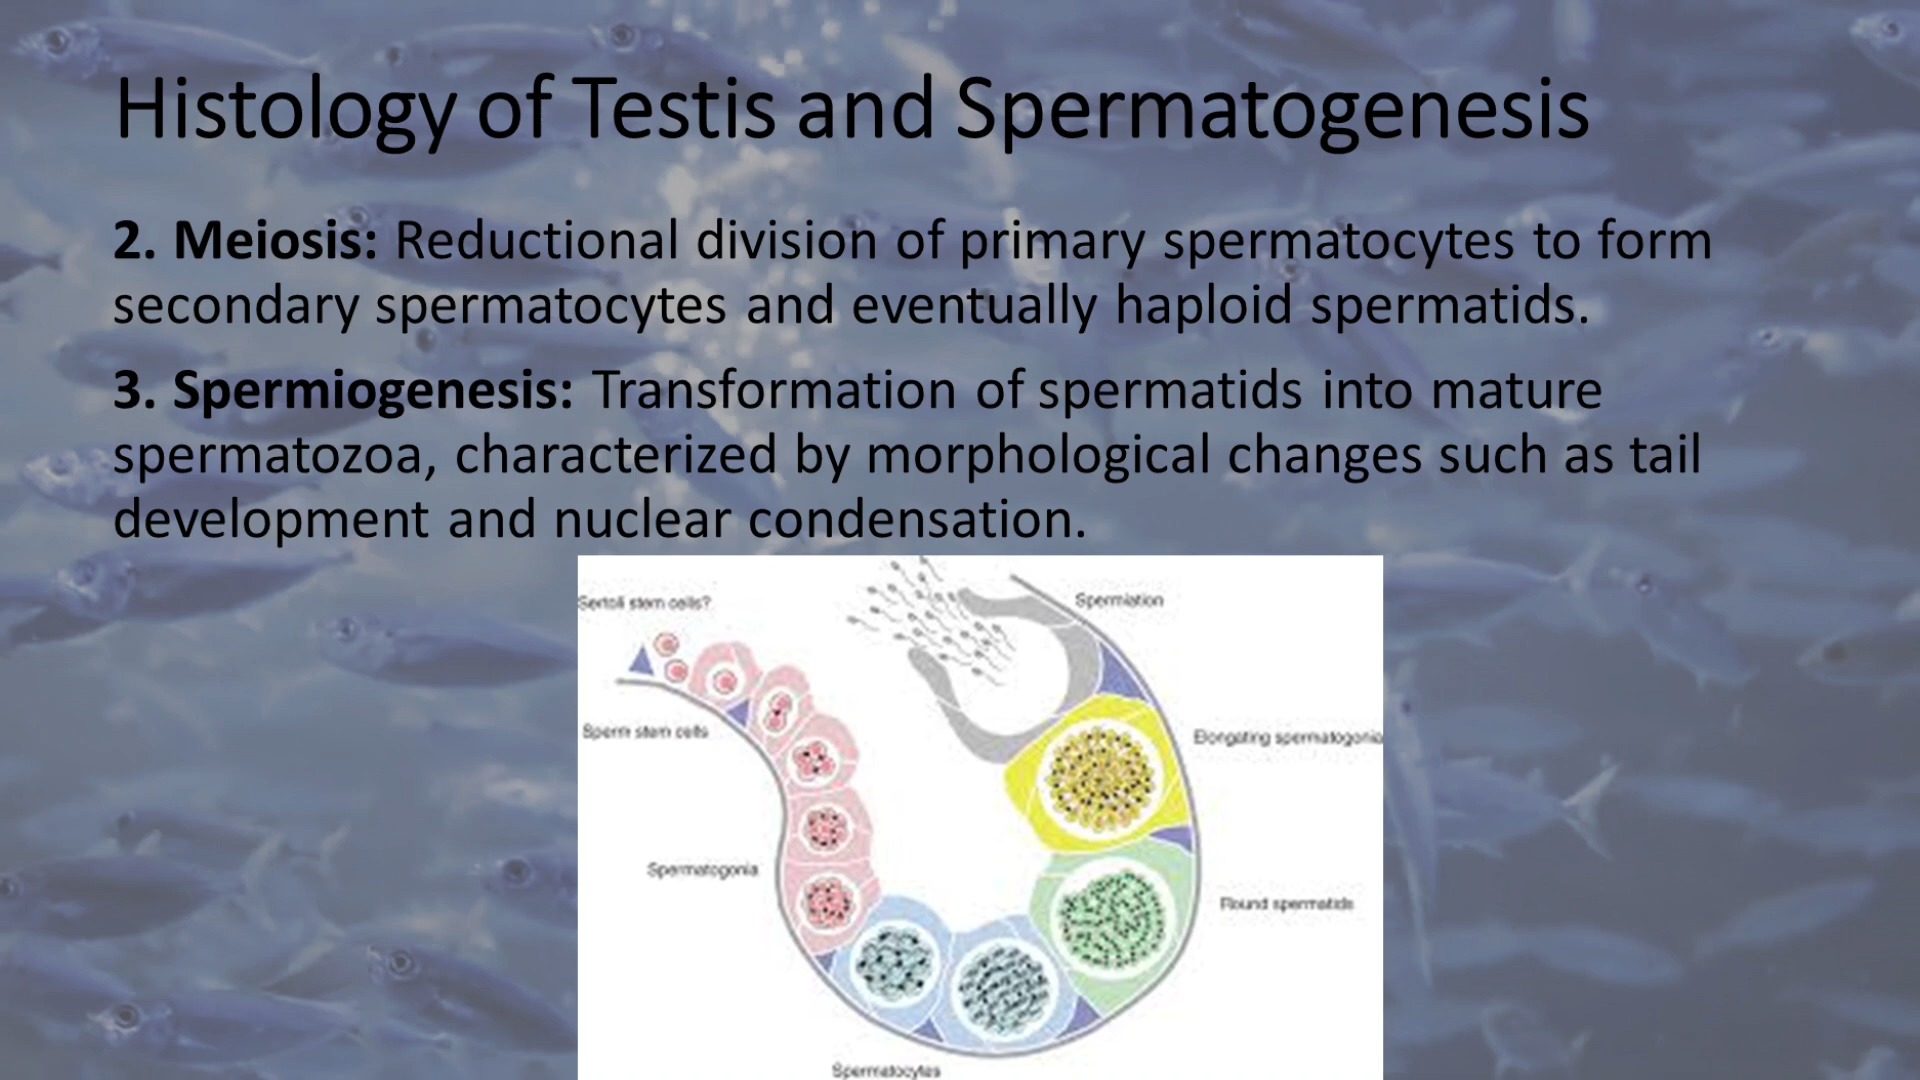 Histology of Testis and Spermatogenesis
2. Meiosis: Reductional division of primary spermatocytes to form
secondary spermatocytes and eventually haploid spermatids.
3. Spermiogenesis: Transformation of spermatids into mature
spermatozoa, characterized by morphological changes such as tail
development and nuclear condensation.
Sertoli stem cells?
Spermiation
Sperm stem cells
Elongating spermatogonia
Spermatogonia
Round spermatids
Spermatocytes